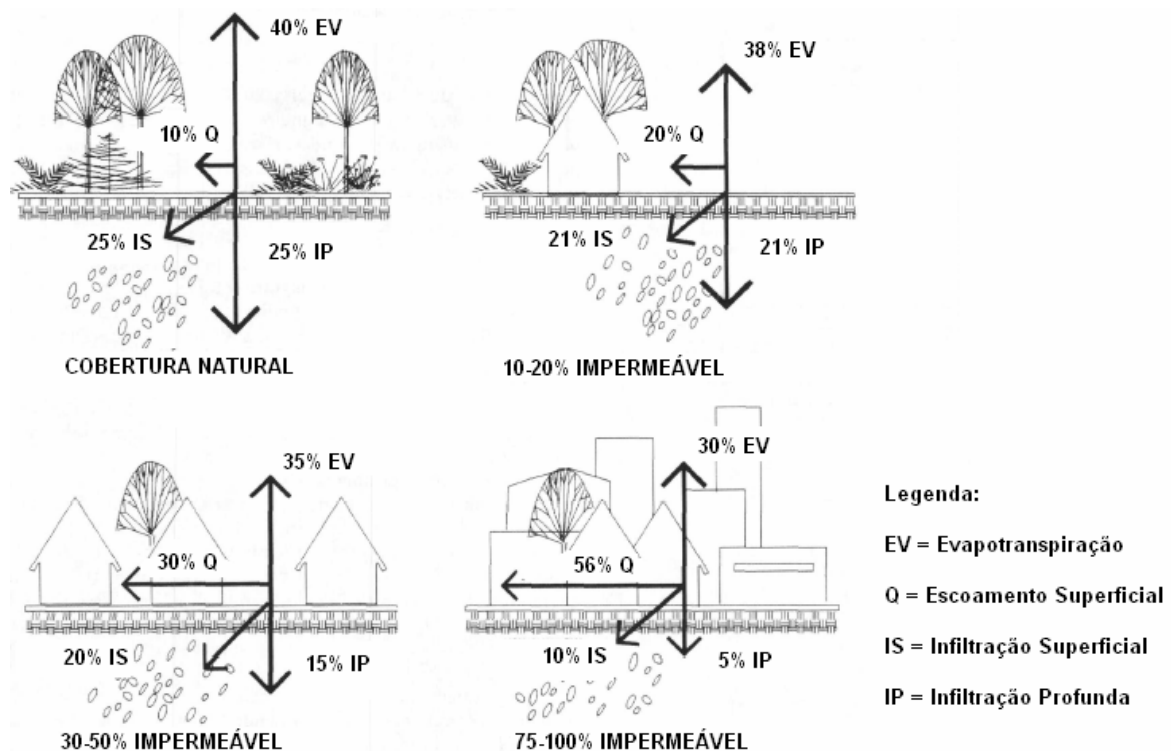 40% EV
10% Q
25% IS
25% IP
COBERTURA NATURAL
38% EV
20% Q
21% IS
21% IP
10-20% IMPERMEÁVEL
35% EV
30% Q
20% IS
15% IP
30-50% IMPERMEÁVEL
30% EV
56% Q
10% IS
5% IP
75-100% IMPERMEÁVEL
Legenda:
EV = Evapotranspiração
Q = Escoamento Superficial
IS = Infiltração Superficial
IP = Infiltração Profunda